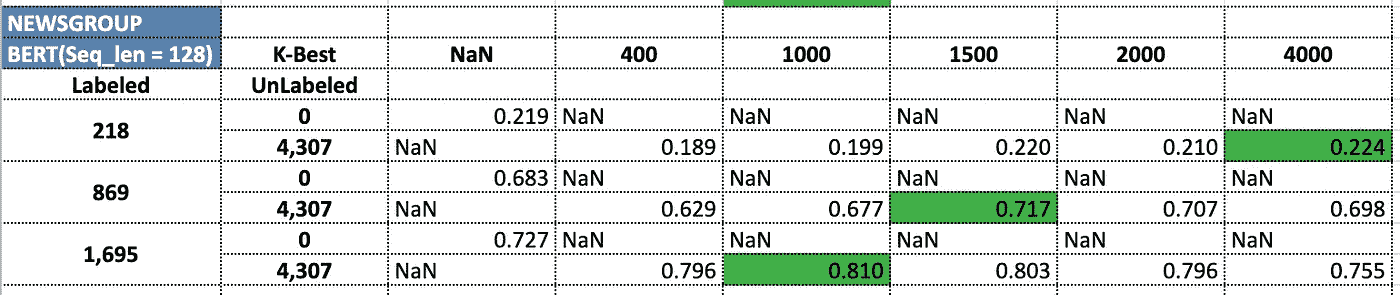 NEWSGROUP
BERT(Seq_len = 128) K-Best NaN 400 1000 1500 2000 4000
Labeled UnLabeled
218 0 0.219 NaN NaN NaN NaN NaN
4,307 NaN 0.189 0.199 0.220 0.210 0.224
869 0 0.683 NaN NaN NaN NaN NaN
4,307 NaN 0.629 0.677 0.717 0.707 0.698
1,695 0 0.727 NaN NaN NaN NaN NaN
4,307 NaN 0.796 0.810 0.803 0.796 0.755